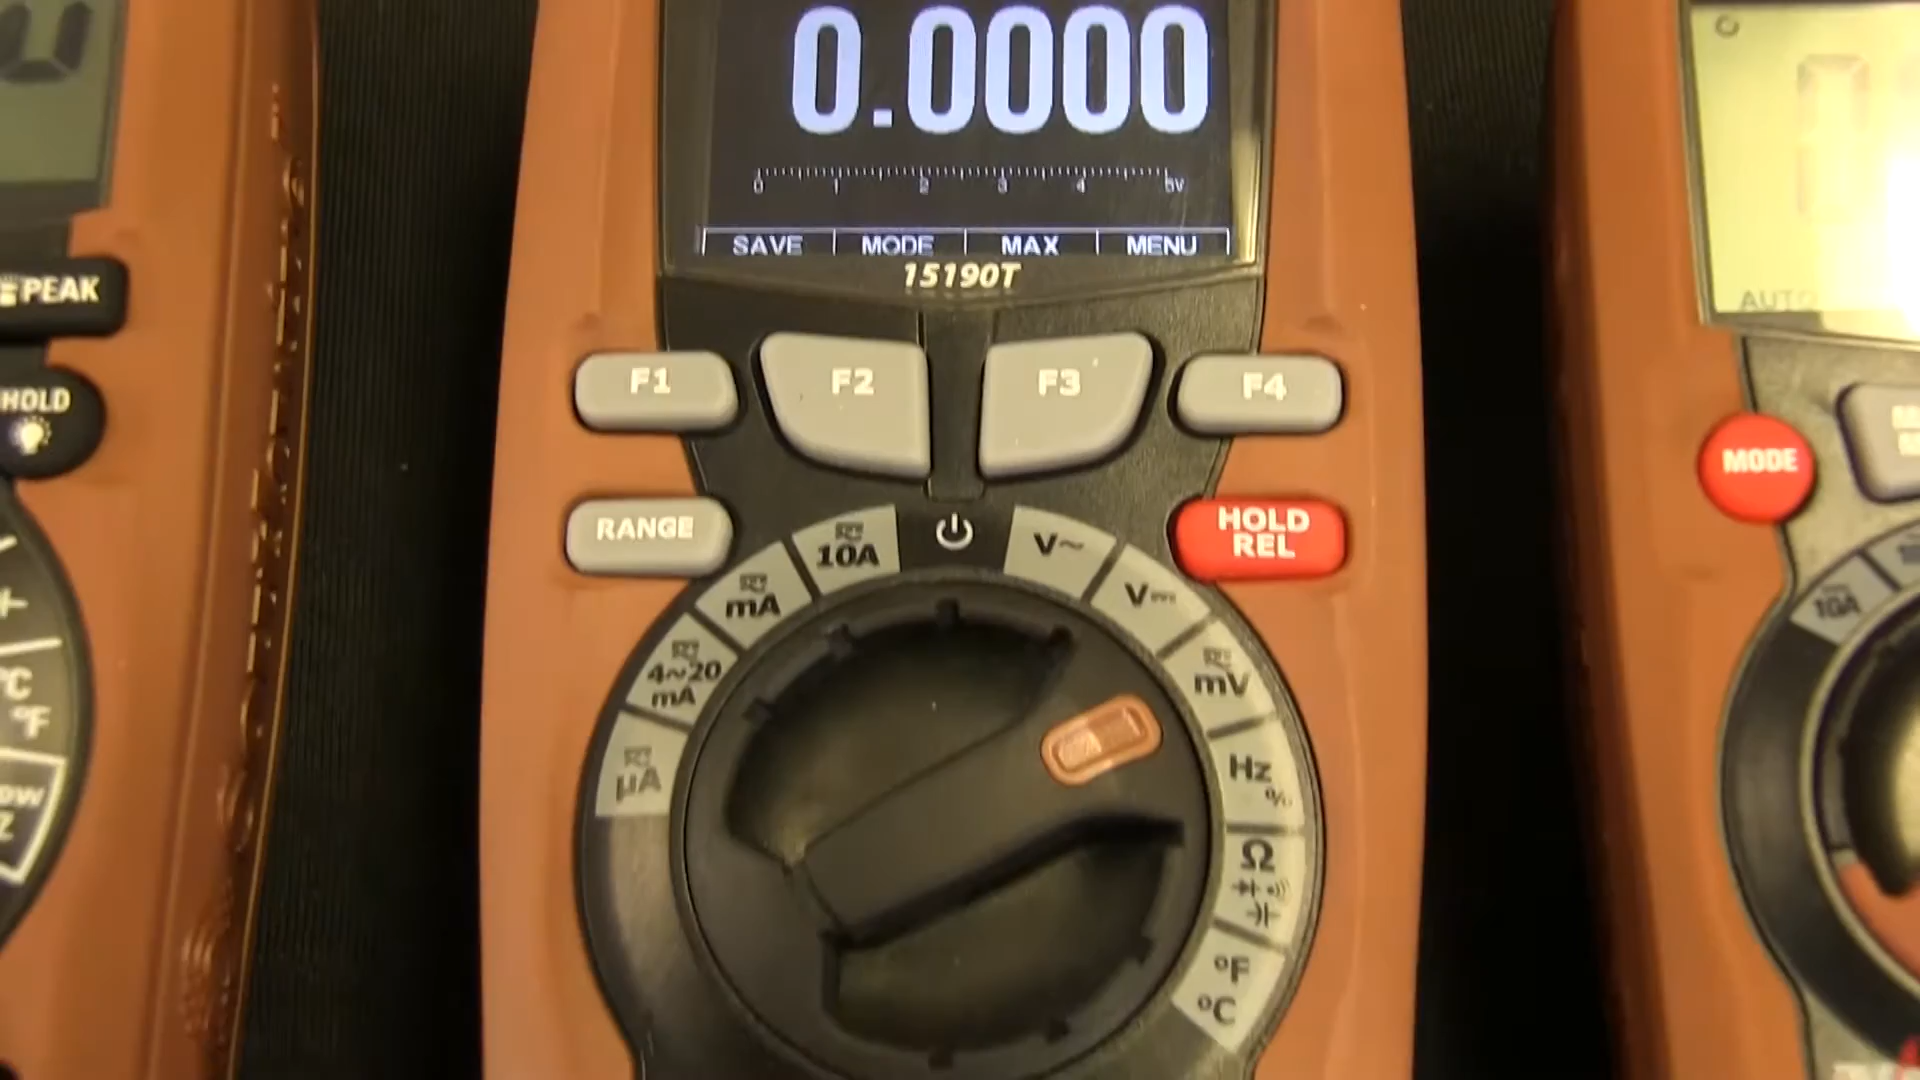 0.0000
0 1 2 3 4 5V
SAVE MODE MAX MENU
15190T
PEAK
HOLD
F1 F2 F3 F4
MODE
RANGE
HOLD
REL
10A
V~
V
mA
mV
4~20
mA
µA
Hz
%
Ω
°F
°C
°C
°F
10A
AUTO